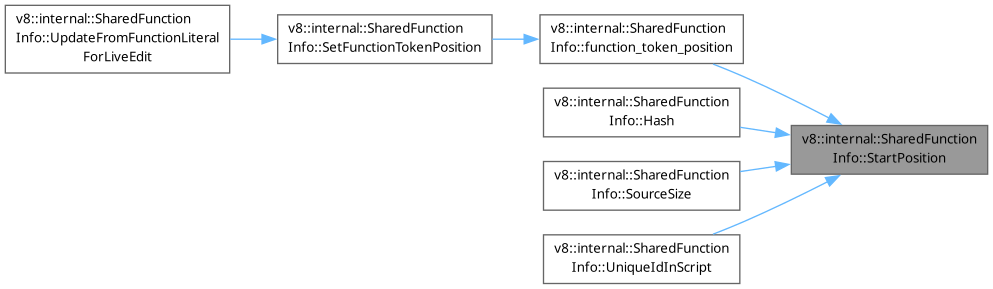 v8::internal::SharedFunction
Info::UpdateFromFunctionLiteral
ForLiveEdit
v8::internal::SharedFunction
Info::SetFunctionTokenPosition
v8::internal::SharedFunction
Info::function_token_position
v8::internal::SharedFunction
Info::Hash
v8::internal::SharedFunction
Info::SourceSize
v8::internal::SharedFunction
Info::UniqueIdInScript
v8::internal::SharedFunction
Info::StartPosition